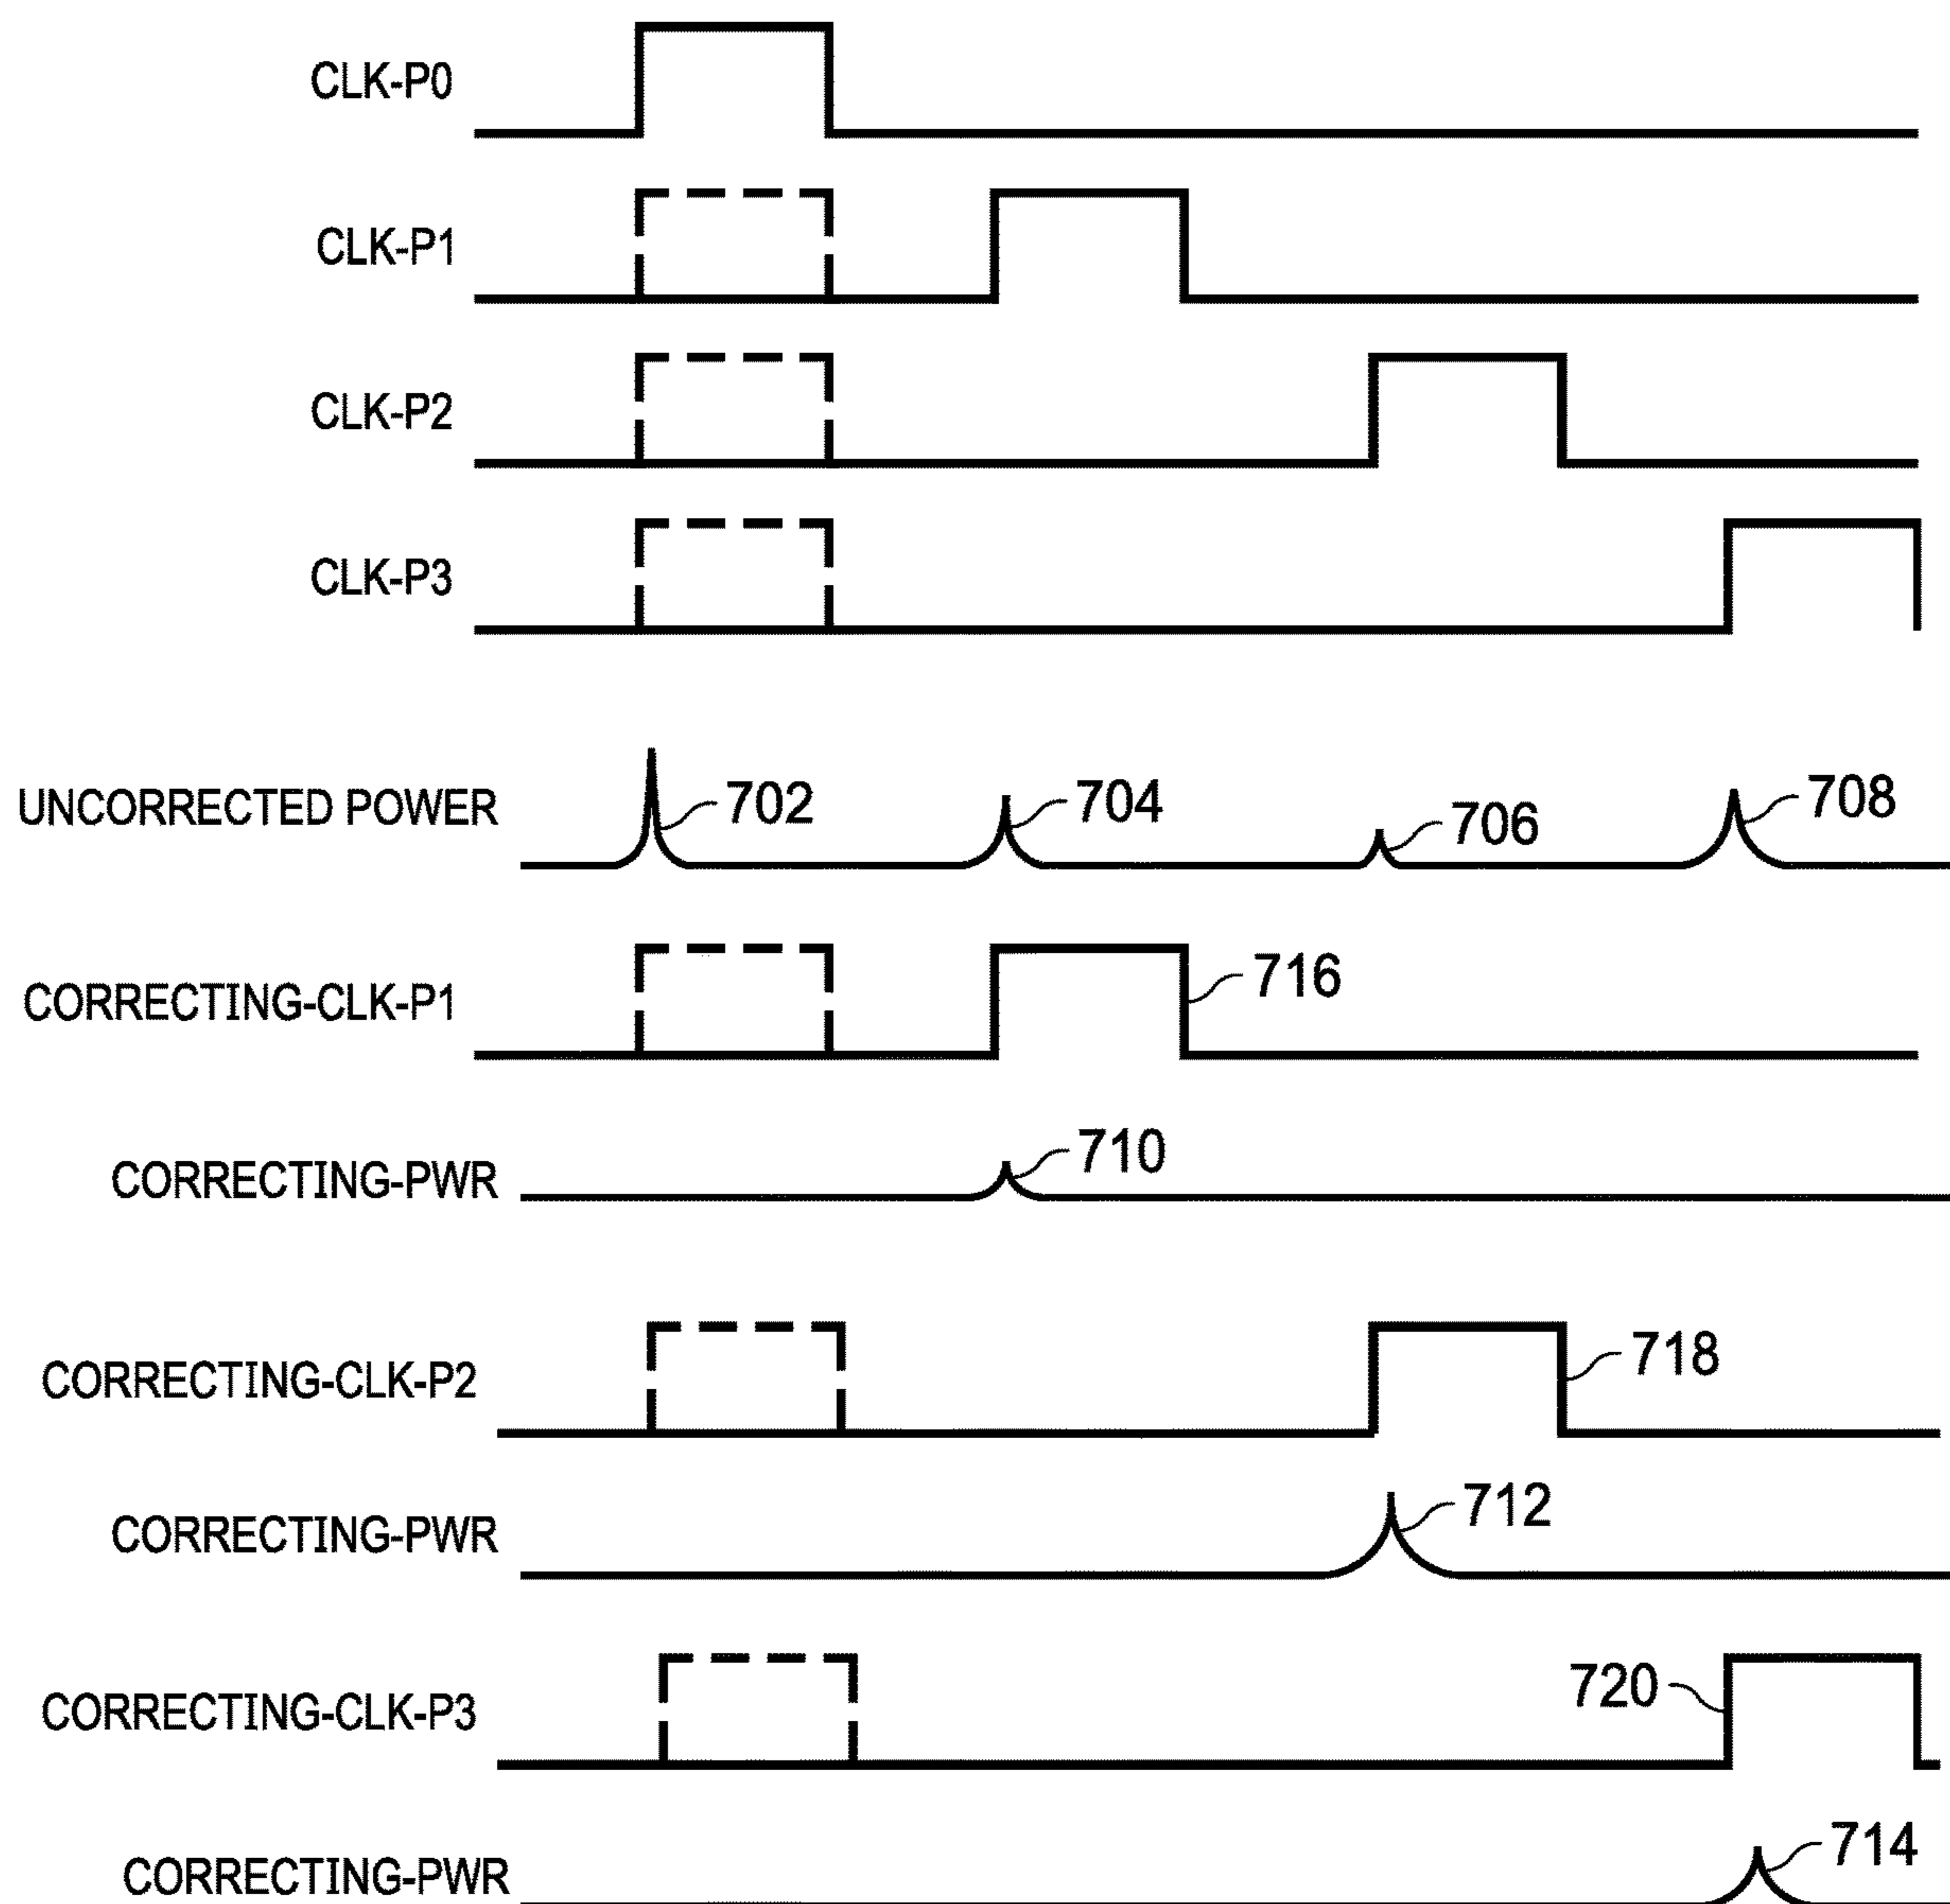 CLK-P0
CLK-P1
CLK-P2
CLK-P3
UNCORRECTED POWER
702
704
706
708
CORRECTING-CLK-P1
716
CORRECTING-PWR
710
CORRECTING-CLK-P2
718
CORRECTING-PWR
712
CORRECTING-CLK-P3
720
CORRECTING-PWR
714